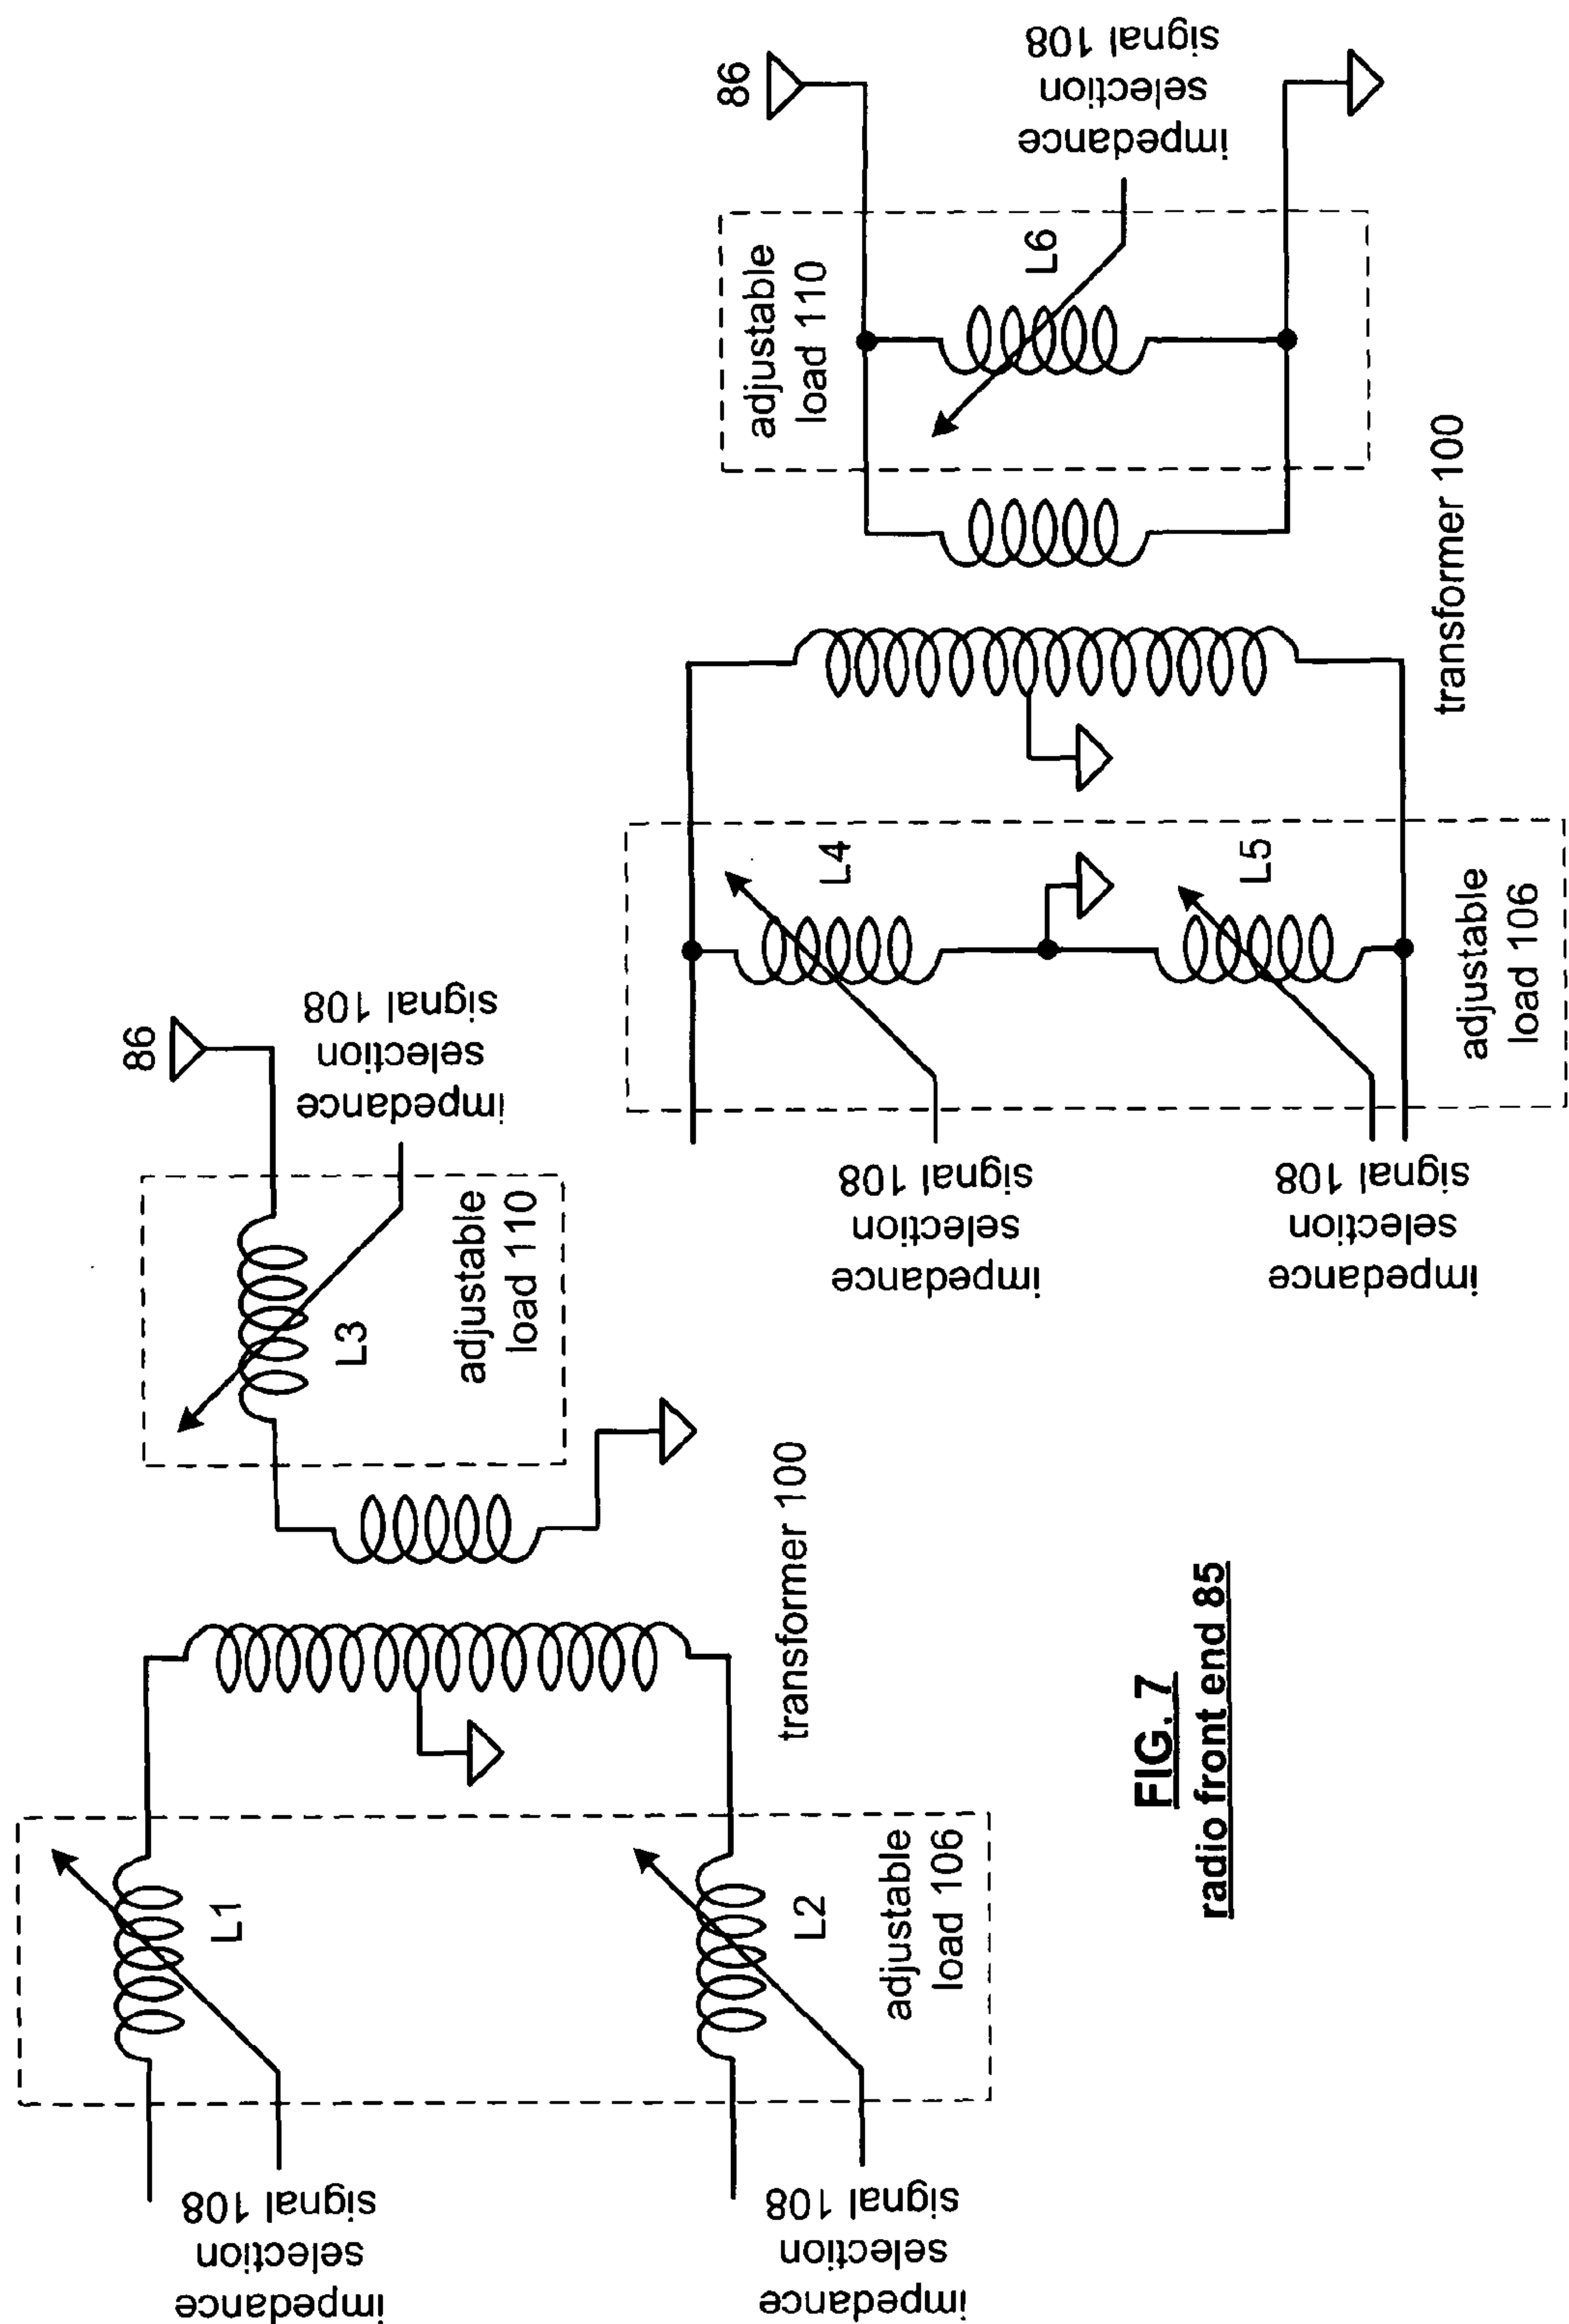 impedance
selection
signal 108
impedance
selection
signal 108
L1
L2
adjustable
load 106
transformer 100
L3
adjustable
load 110
86
impedance
selection
signal 108
impedance
selection
signal 108
impedance
selection
signal 108
L4
L5
adjustable
load 106
transformer 100
adjustable
load 110
L6
86
impedance
selection
signal 108
FIG. 7
radio front end 85